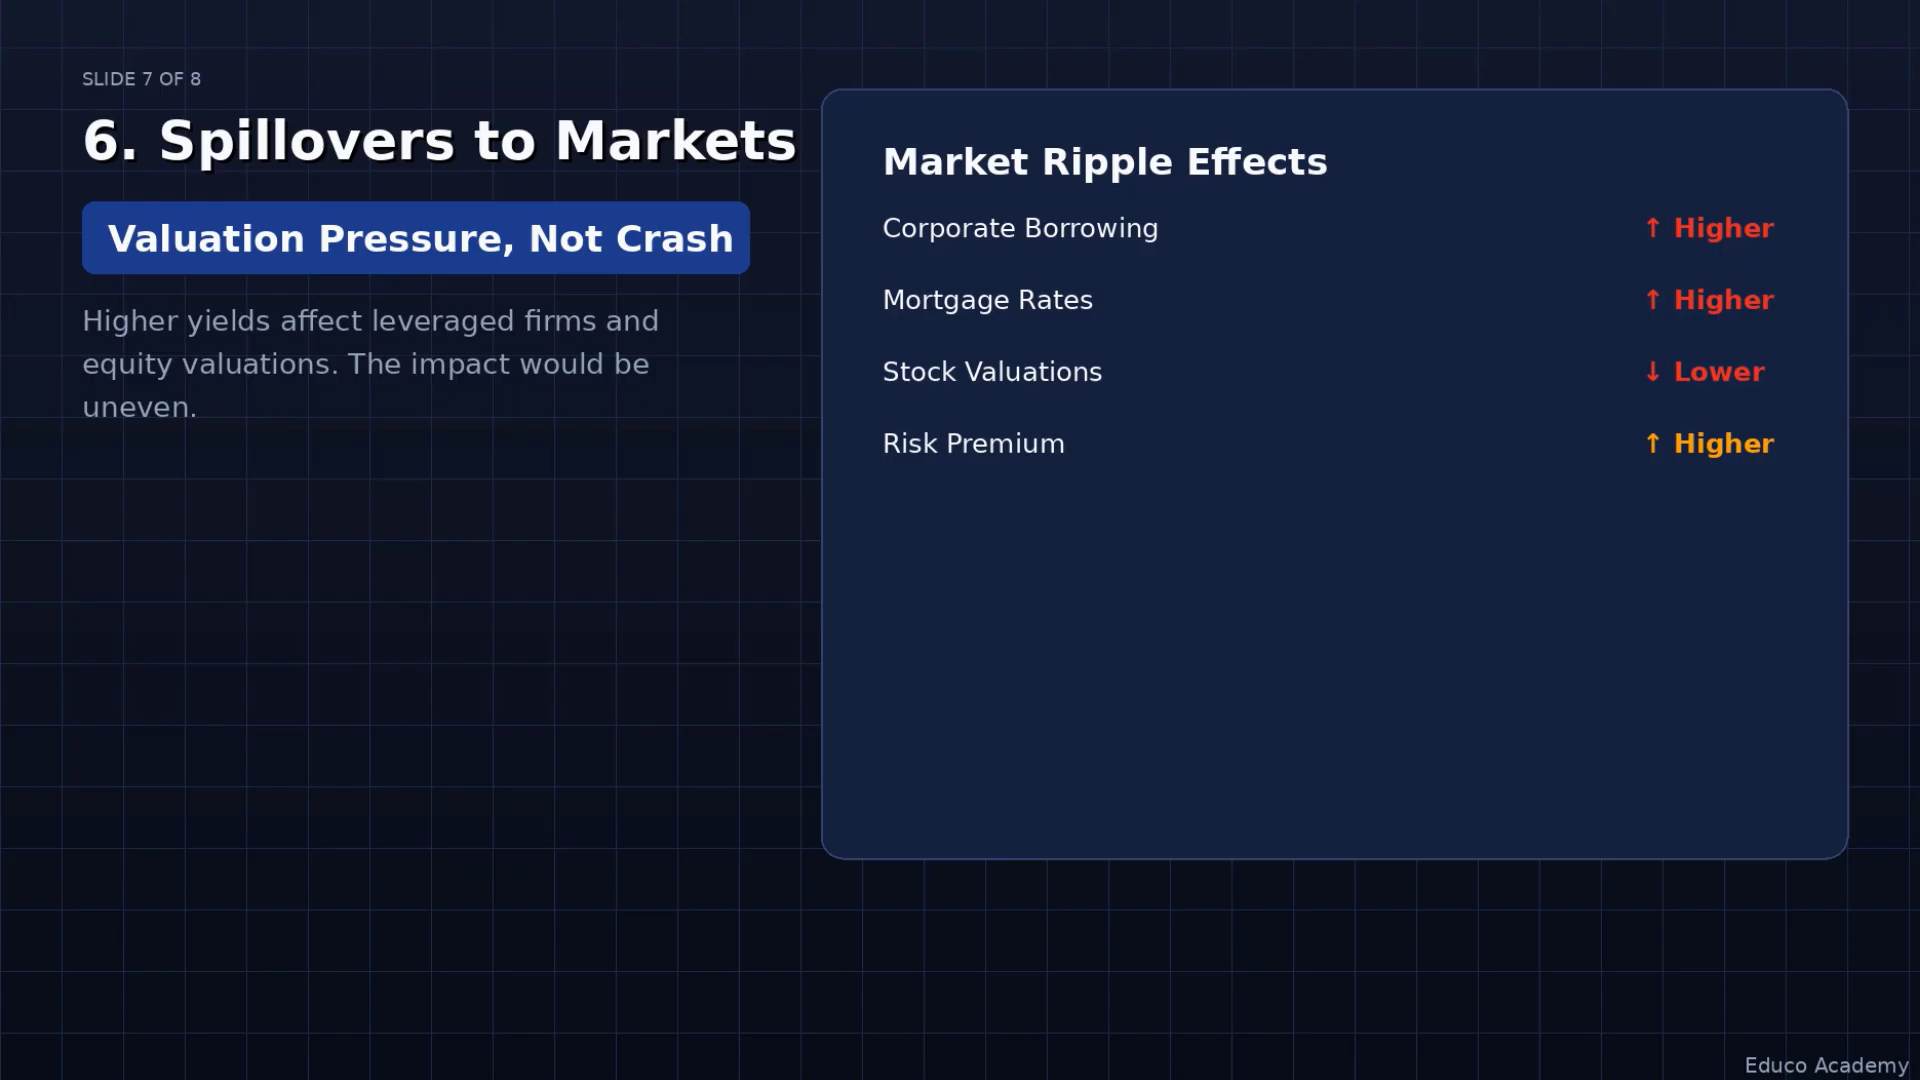 SLIDE 7 OF 8
6. Spillovers to Markets
Valuation Pressure, Not Crash
Higher yields affect leveraged firms and
equity valuations. The impact would be
uneven.
Market Ripple Effects
Corporate Borrowing ↑ Higher
Mortgage Rates ↑ Higher
Stock Valuations ↓ Lower
Risk Premium ↑ Higher
Educo Academy